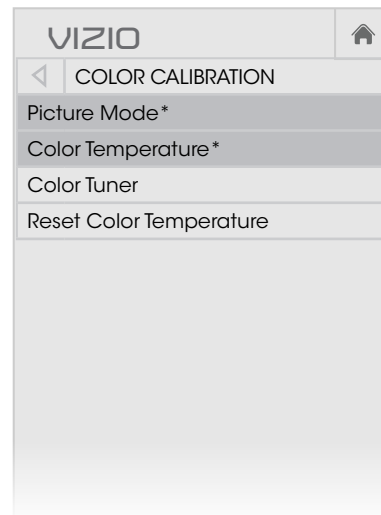 VIZIO
COLOR CALIBRATION
Picture Mode*
Color Temperature*
Color Tuner
Reset Color Temperature